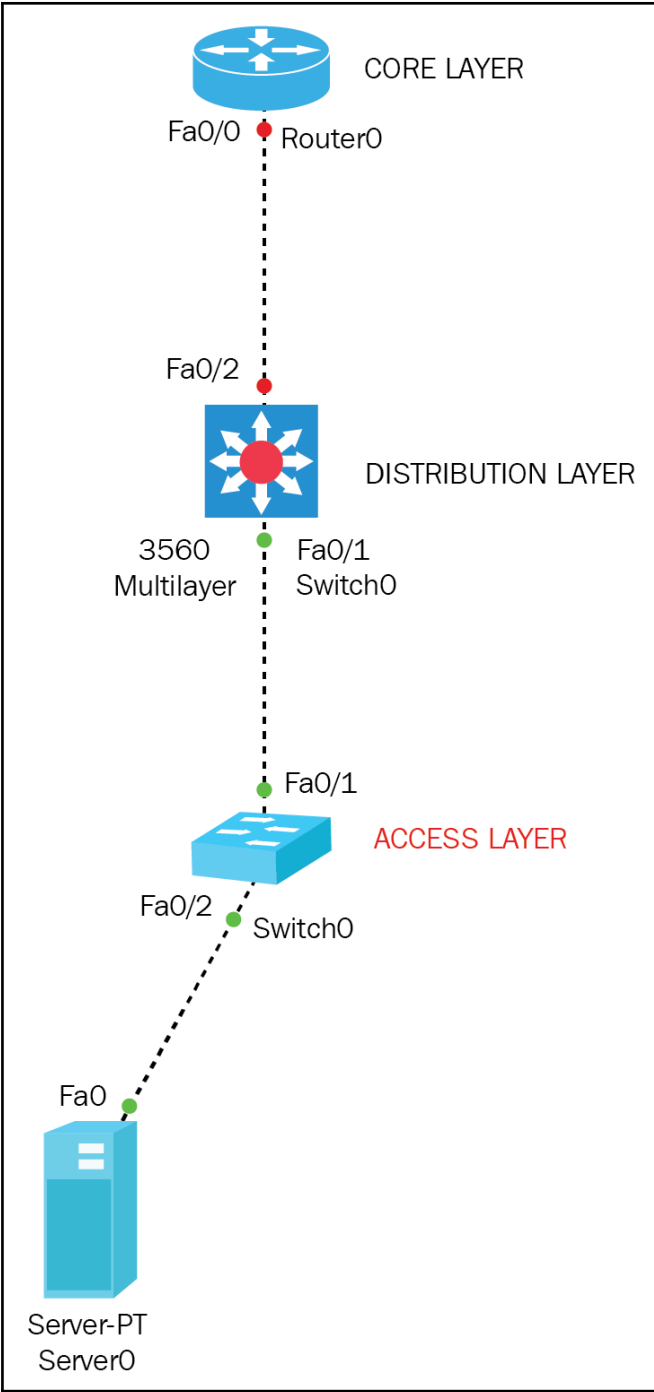 CORE LAYER
Fa0/0
Router0
Fa0/2
DISTRIBUTION LAYER
3560
Multilayer
Fa0/1
Switch0
Fa0/1
ACCESS LAYER
Fa0/2
Switch0
Fa0
Server-PT
Server0